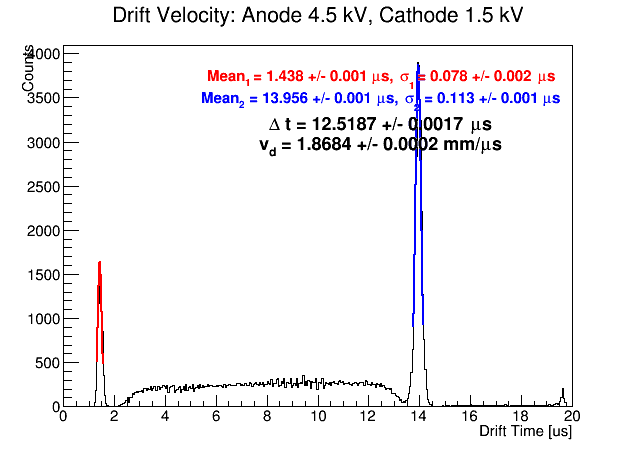 Drift Velocity: Anode 4.5 kV, Cathode 1.5 kV
Counts
Mean1 = 1.438 +/- 0.001 μs, σ1 = 0.078 +/- 0.002 μs
Mean2 = 13.956 +/- 0.001 μs, σ2 = 0.113 +/- 0.001 μs
Δ t = 12.5187 +/- 0.0017 μs
vd = 1.8684 +/- 0.0002 mm/μs
4000
3500
3000
2500
2000
1500
1000
500
0
0 2 4 6 8 10 12 14 16 18 20
Drift Time [us]